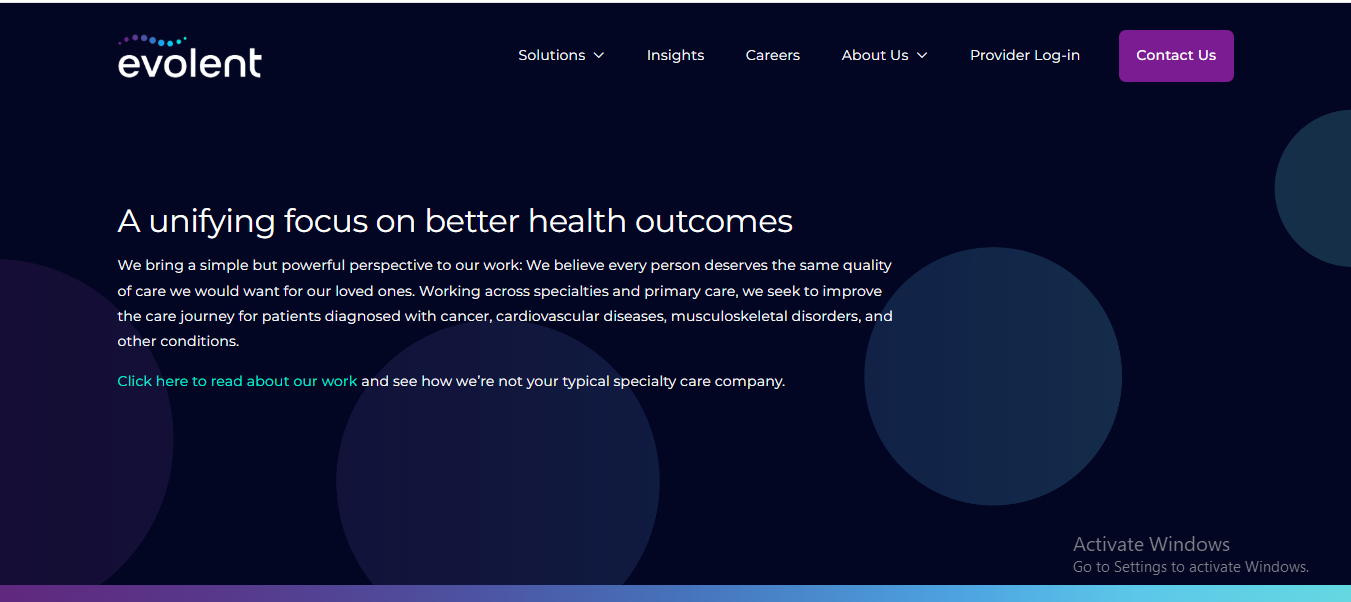 evolent
Solutions
Insights
Careers
About Us
Provider Log-in
Contact Us
A unifying focus on better health outcomes
We bring a simple but powerful perspective to our work: We believe every person deserves the same quality
of care we would want for our loved ones. Working across specialties and primary care, we seek to improve
the care journey for patients diagnosed with cancer, cardiovascular diseases, musculoskeletal disorders, and
other conditions.
Click here to read about our work and see how we’re not your typical specialty care company.
Activate Windows
Go to Settings to activate Windows.